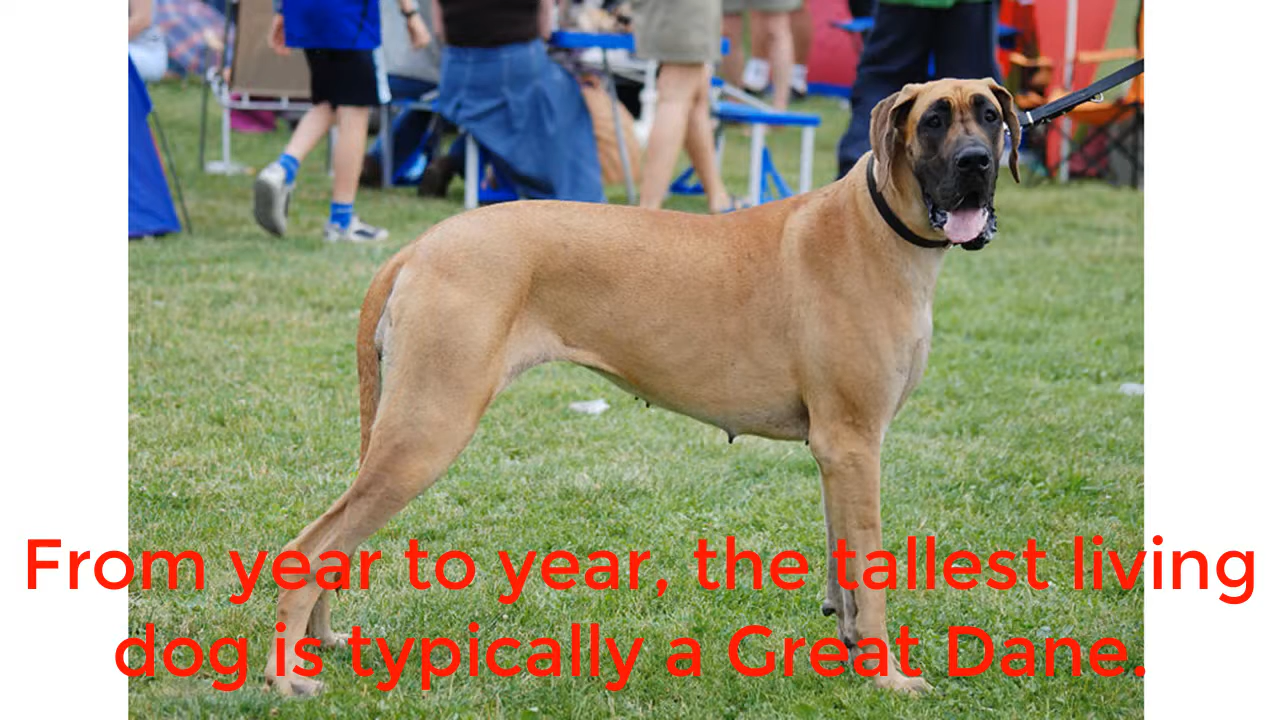 From year to year, the tallest living
dog is typically a Great Dane.